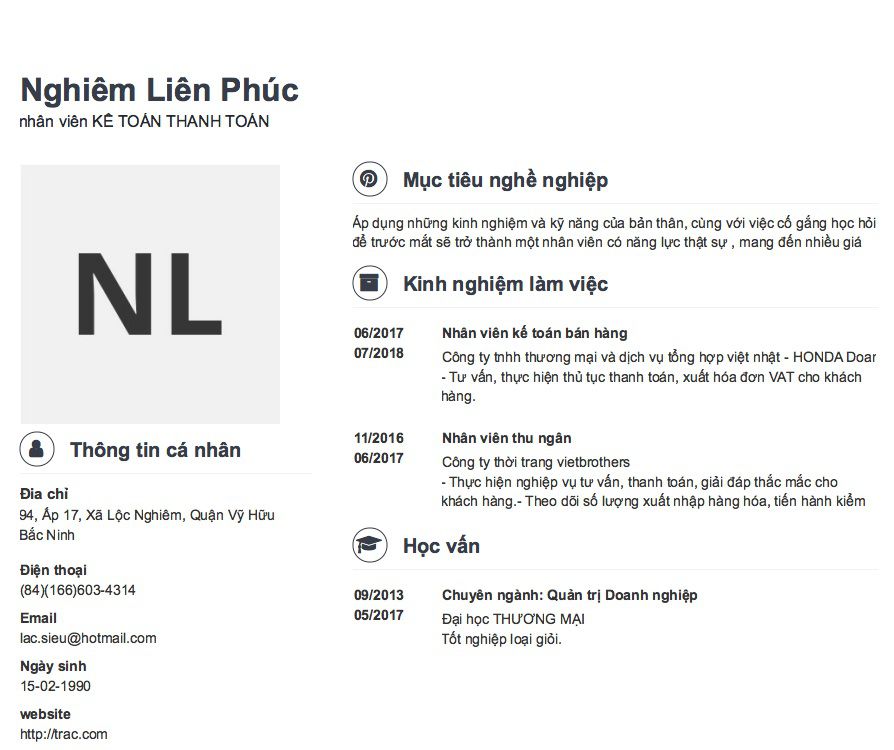 Nghiêm Liên Phúc
nhân viên KẾ TOÁN THANH TOÁN
NL
Thông tin cá nhân
Đia chỉ
94, Ấp 17, Xã Lộc Nghiêm, Quận Vỹ Hữu
Bắc Ninh
Điện thoại
(84)(166)603-4314
Email
lac.sieu@hotmail.com
Ngày sinh
15-02-1990
website
http://trac.com
Mục tiêu nghề nghiệp
Áp dụng những kinh nghiệm và kỹ năng của bản thân, cùng với việc cố gắng học hỏi
để trước mắt sẽ trở thành một nhân viên có năng lực thật sự , mang đến nhiều giá
Kinh nghiệm làm việc
06/2017
07/2018
Nhân viên kế toán bán hàng
Công ty tnhh thương mại và dịch vụ tổng hợp việt nhật - HONDA Doar
- Tư vấn, thực hiện thủ tục thanh toán, xuất hóa đơn VAT cho khách
hàng.
11/2016
06/2017
Nhân viên thu ngân
Công ty thời trang vietbrothers
- Thực hiện nghiệp vụ tư vấn, thanh toán, giải đáp thắc mắc cho
khách hàng.- Theo dõi số lượng xuất nhập hàng hóa, tiến hành kiểm
Học vấn
09/2013
05/2017
Chuyên ngành: Quản trị Doanh nghiệp
Đại học THƯƠNG MẠI
Tốt nghiệp loại giỏi.